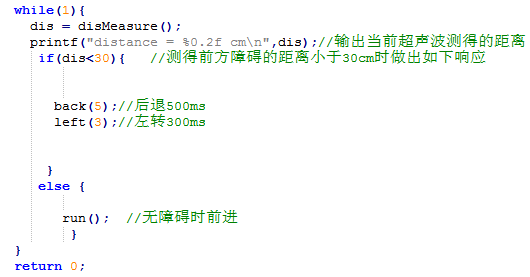 while(1){
dis = disMeasure();
printf("distance = %0.2f cm\n",dis);//输出当前超声波测得的距离
if(dis<30){ //测得前方障碍的距离小于30cm时做出如下响应
back(5);//后退500ms
left(3);//左转300ms
}
else {
run(); //无障碍时前进
}
}
return 0;